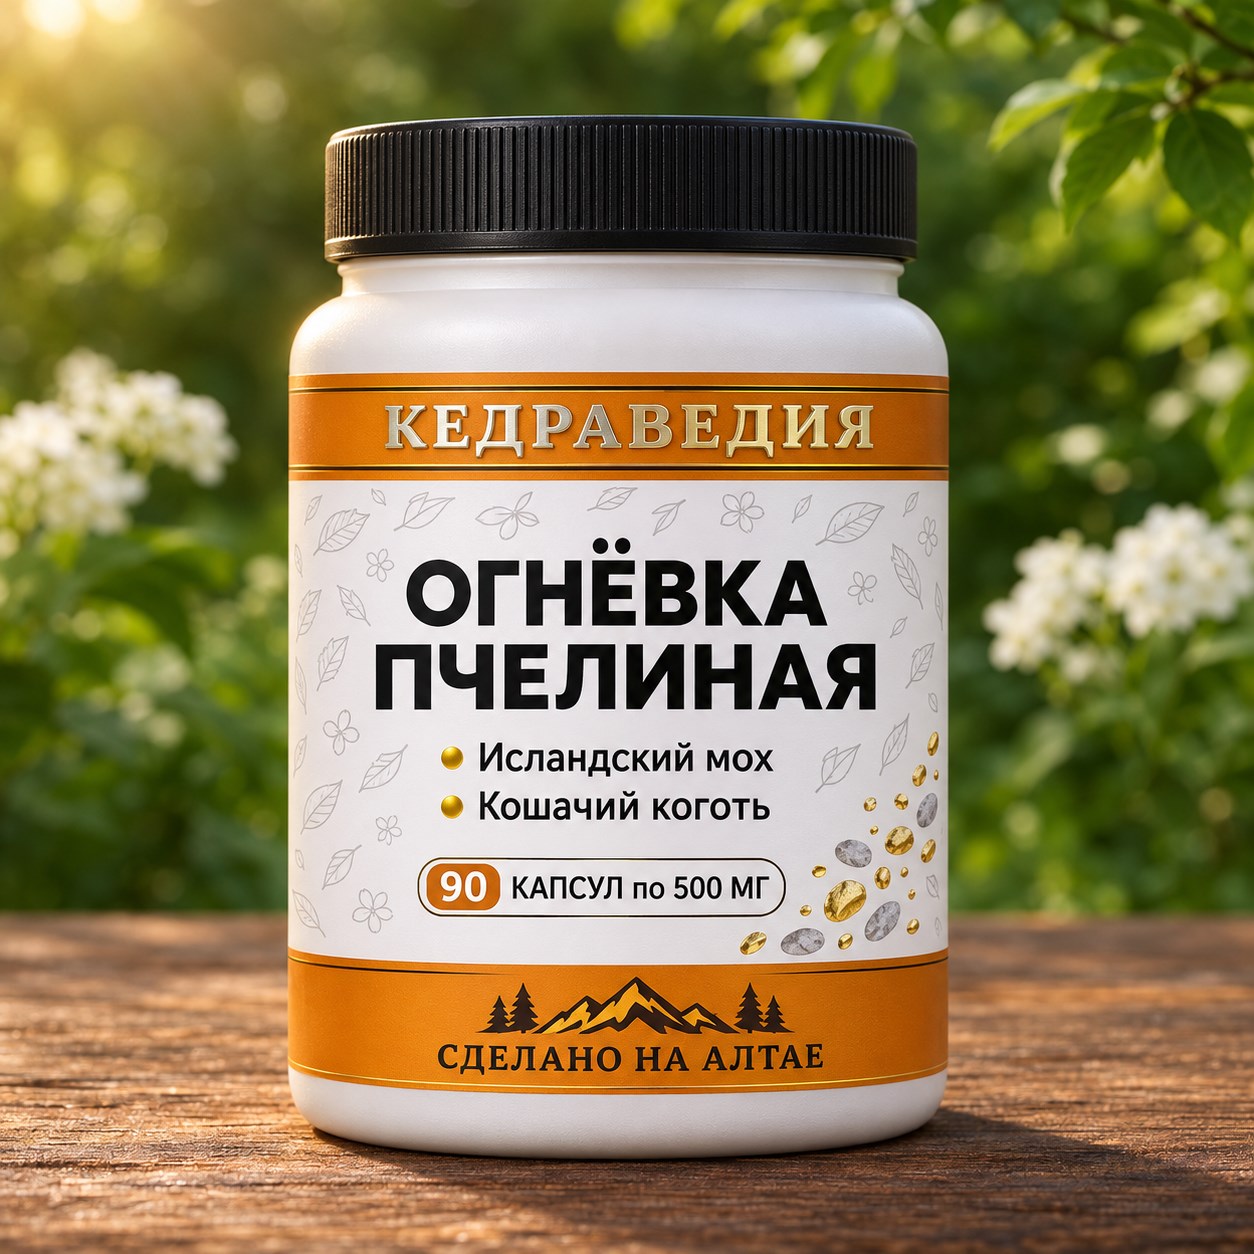 КЕДРАВЕДИЯ
ОГНЁВКА
ПЧЕЛИНАЯ
Исландский мох
Кошачий коготь
90 КАПСУЛ по 500 МГ
СДЕЛАНО НА АЛТАЕ